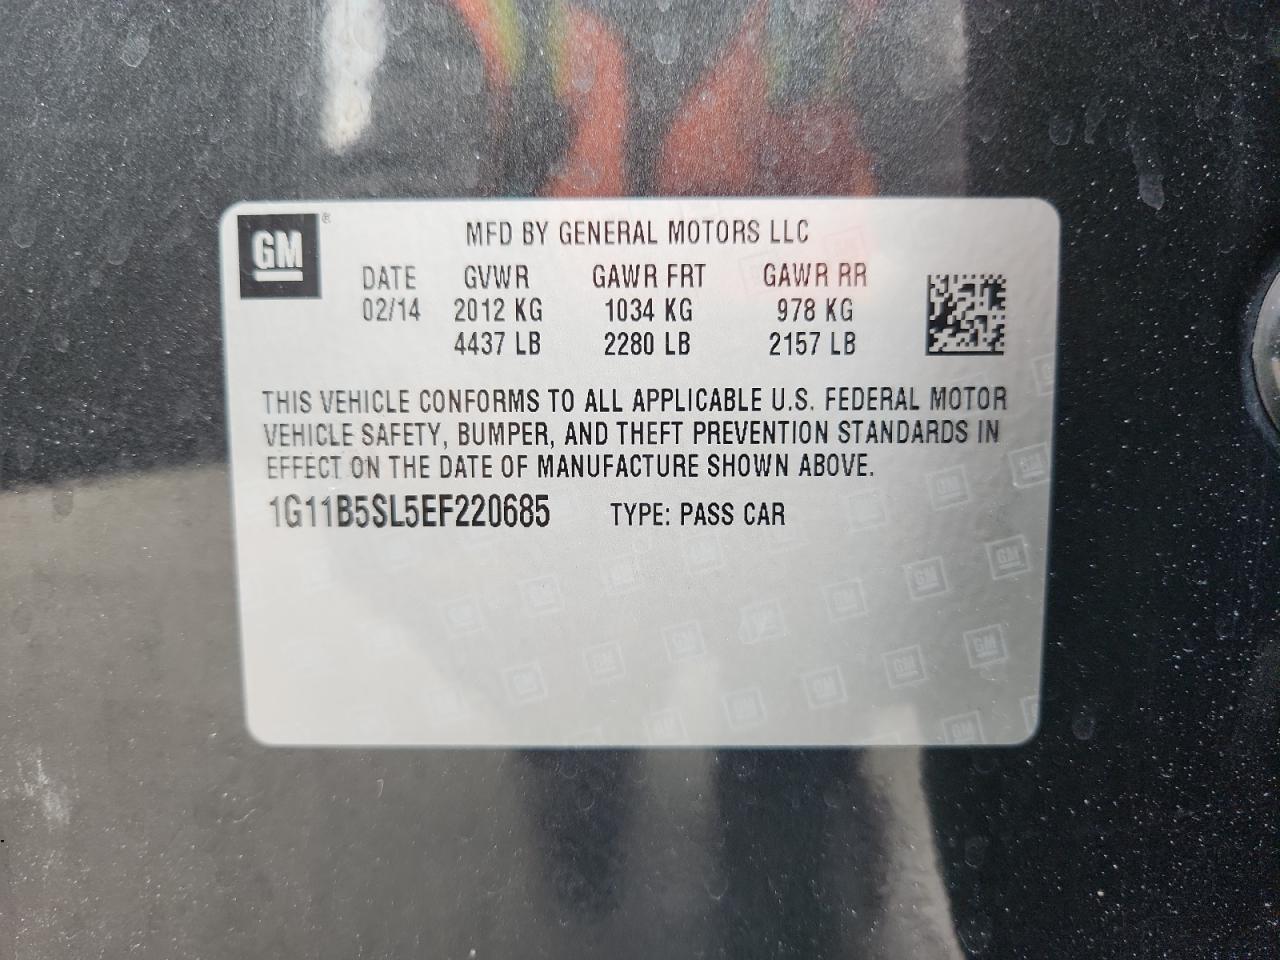 GM ®
MFD BY GENERAL MOTORS LLC
DATE GVWR GAWR FRT GAWR RR
02/14 2012 KG 1034 KG 978 KG
4437 LB 2280 LB 2157 LB
THIS VEHICLE CONFORMS TO ALL APPLICABLE U.S. FEDERAL MOTOR
VEHICLE SAFETY, BUMPER, AND THEFT PREVENTION STANDARDS IN
EFFECT ON THE DATE OF MANUFACTURE SHOWN ABOVE.
1G11B5SL5EF220685 TYPE: PASS CAR